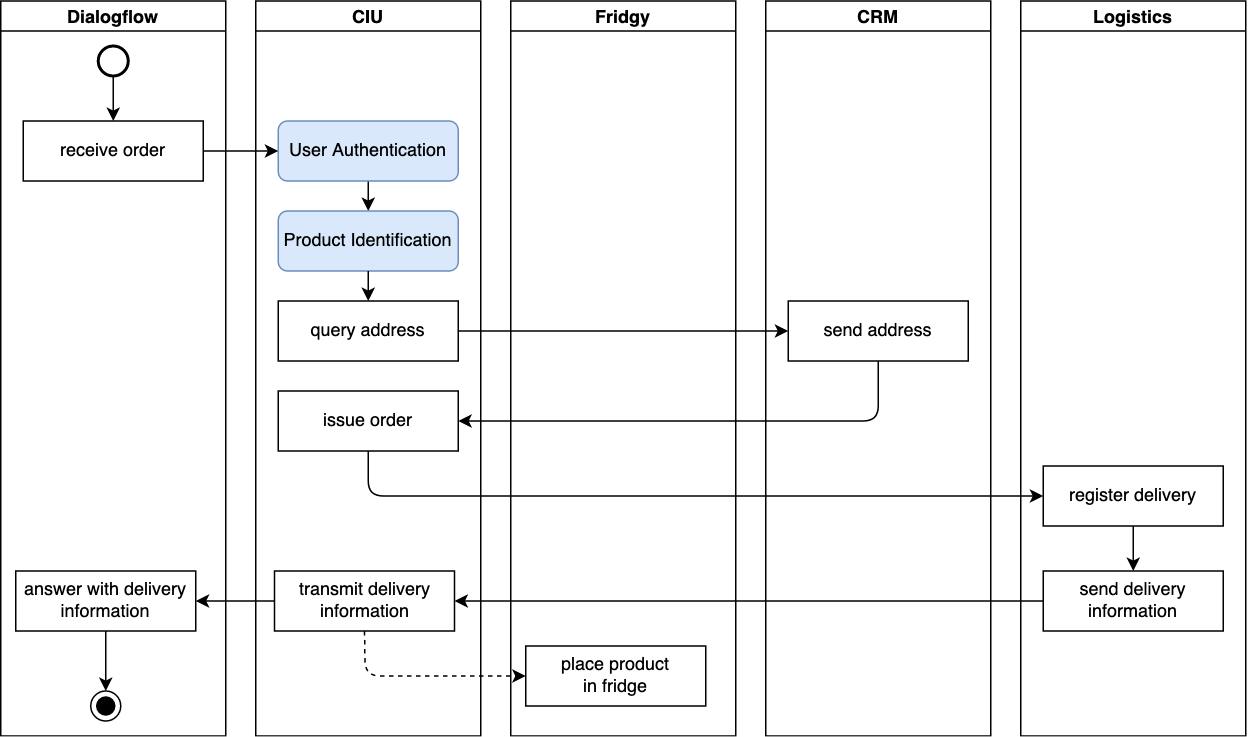 Dialogflow
CIU
Fridgy
CRM
Logistics
receive order
User Authentication
Product Identification
query address
send address
issue order
register delivery
answer with delivery
information
transmit delivery
information
send delivery
information
place product
in fridge